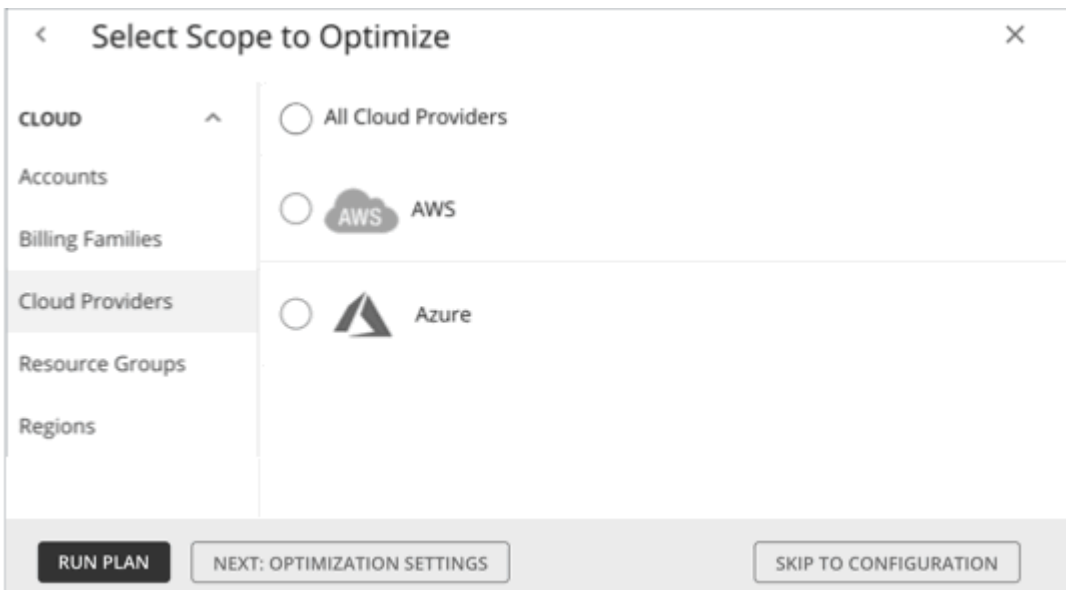 Select Scope to Optimize
CLOUD
Accounts
Billing Families
Cloud Providers
Resource Groups
Regions
All Cloud Providers
AWS AWS
Azure
RUN PLAN
NEXT: OPTIMIZATION SETTINGS
SKIP TO CONFIGURATION